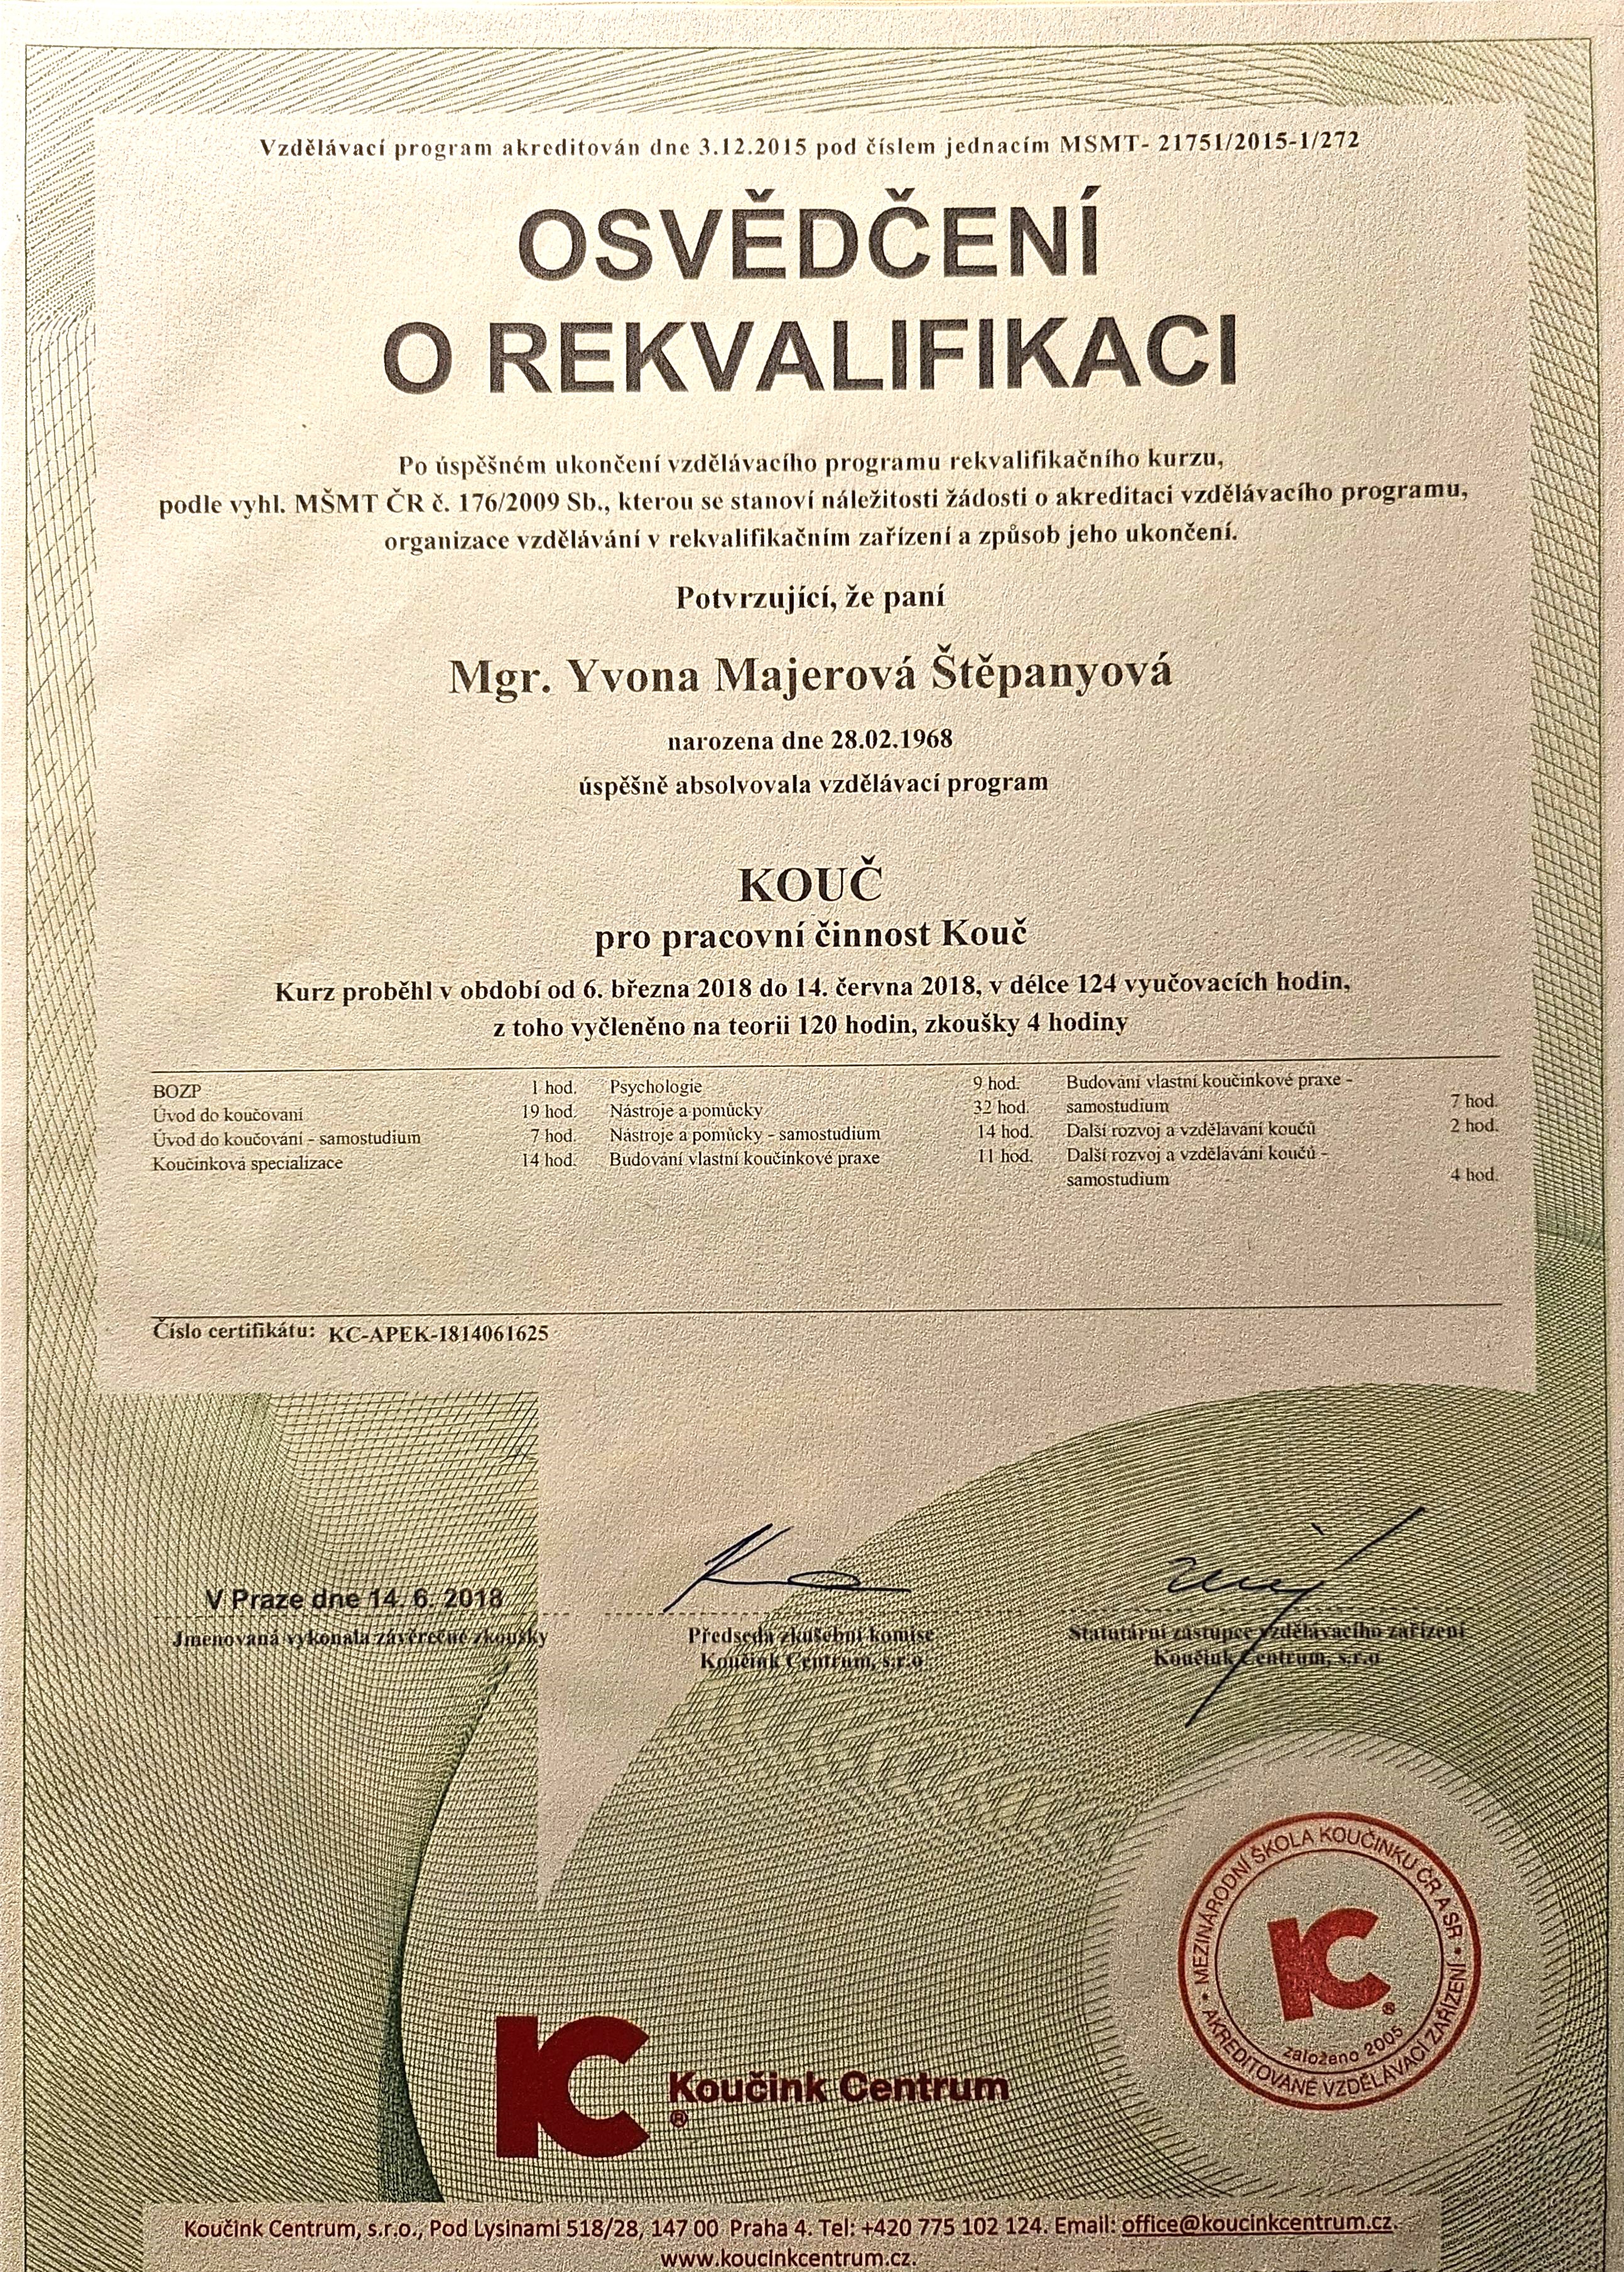 Vzdělávací program akreditován dne 3.12.2015 pod číslem jednacím MSMT- 21751/2015-1/272
OSVĚDČENÍ
O REKVALIFIKACI
Po úspěšném ukončení vzdělávacího programu rekvalifikačního kurzu,
podle vyhl. MŠMT ČR č. 176/2009 Sb., kterou se stanoví náležitosti žádosti o akreditaci vzdělávacího programu,
organizace vzdělávání v rekvalifikačním zařízení a způsob jeho ukončení.
Potvrzující, že paní
Mgr. Yvona Majerová Štěpanyová
narozena dne 28.02.1968
úspěšně absolvovala vzdělávací program
KOUČ
pro pracovní činnost Kouč
Kurz proběhl v období od 6. března 2018 do 14. června 2018, v délce 124 vyučovacích hodin,
z toho vyčleněno na teorii 120 hodin, zkoušky 4 hodiny
BOZP 1 hod.
Úvod do koučování 19 hod.
Úvod do koučování - samostudium 7 hod.
Koučinková specializace 14 hod.
Psychologie 9 hod.
Nástroje a pomůcky 32 hod.
Nástroje a pomůcky - samostudium 14 hod.
Budování vlastní koučinkové praxe 11 hod.
Budování vlastní koučinkové praxe -
samostudium 7 hod.
Další rozvoj a vzdělávání koučů 2 hod.
Další rozvoj a vzdělávání koučů -
samostudium 4 hod.
Číslo certifikátu: KC-APEK-1814061625
V Praze dne 14. 6. 2018
Jmenovaná vykonala závěrečné zkoušky
Předseda zkušební komise
Koučink Centrum, s.r.o.
Statutární zástupce vzdělávacího zařízení
Koučink Centrum, s.r.o.
• MEZINÁRODNÍ ŠKOLA KOUČINKU ČR A SR •
AKREDITOVANÉ VZDĚLÁVACÍ ZAŘÍZENÍ
KC®
založeno 2005
KC® Koučink Centrum
Koučink Centrum, s.r.o., Pod Lysinami 518/28, 147 00 Praha 4. Tel: +420 775 102 124. Email: office@koucinkcentrum.cz.
www.koucinkcentrum.cz.